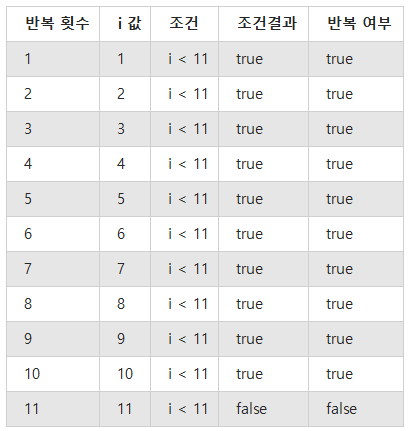 반복 횟수 i 값 조건 조건결과 반복 여부
1 1 i < 11 true true
2 2 i < 11 true true
3 3 i < 11 true true
4 4 i < 11 true true
5 5 i < 11 true true
6 6 i < 11 true true
7 7 i < 11 true true
8 8 i < 11 true true
9 9 i < 11 true true
10 10 i < 11 true true
11 11 i < 11 false false